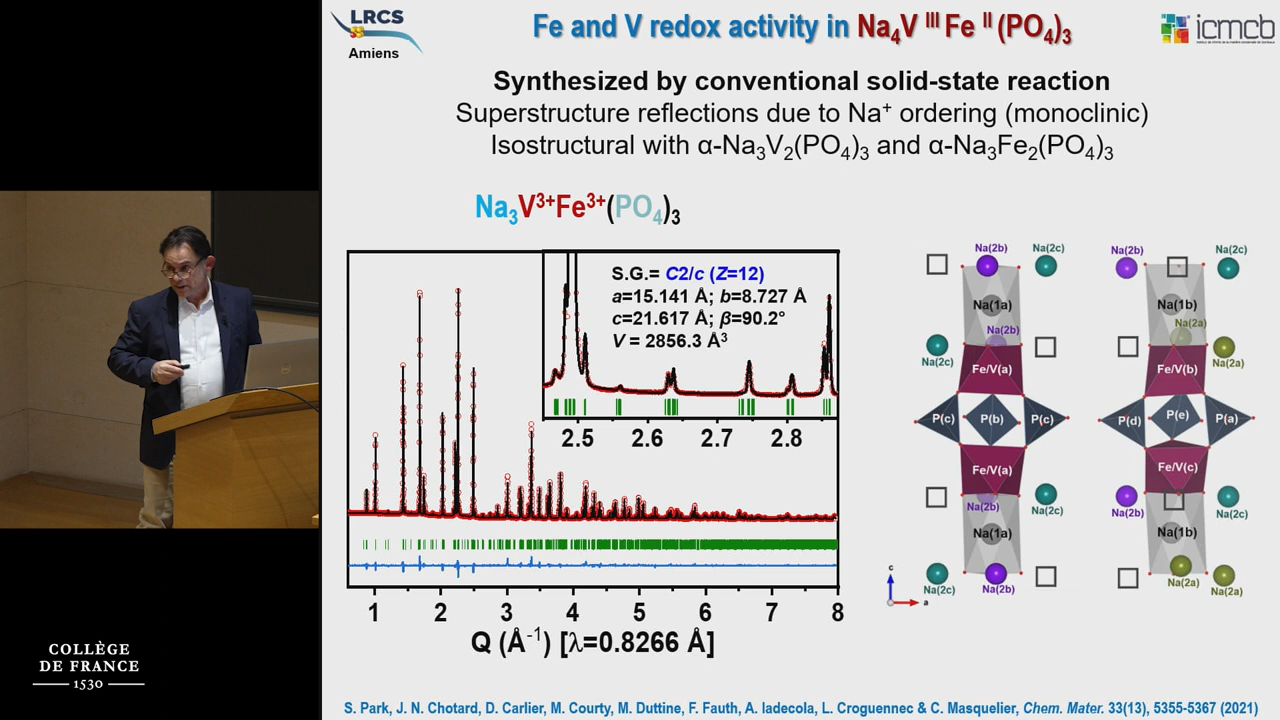 LRCS
Amiens
Fe and V redox activity in Na₄V ᴵᴵᴵ Fe ᴵᴵ (PO₄)₃
icmcb
Synthesized by conventional solid-state reaction
Superstructure reflections due to Na⁺ ordering (monoclinic)
Isostructural with α-Na₃V₂(PO₄)₃ and α-Na₃Fe₂(PO₄)₃
Na₃V³⁺Fe³⁺(PO₄)₃
S.G.= C2/c (Z=12)
a=15.141 Å; b=8.727 Å
c=21.617 Å; β=90.2°
V = 2856.3 Å³
2.5 2.6 2.7 2.8
1 2 3 4 5 6 7 8
Q (Å⁻¹) [λ=0.8266 Å]
Na(2b) Na(2c)
Na(1a)
Na(2b)
Na(2c)
Fe/V(a)
P(c) P(b) P(c)
Fe/V(a)
Na(2b) Na(2c)
Na(1a)
Na(2c) Na(2b)
c
a
Na(2b) Na(2c)
Na(1b)
Na(2a)
Na(2a)
Fe/V(b)
P(d) P(e) P(a)
Fe/V(c)
Na(2b) Na(2c)
Na(1b)
Na(2a) Na(2a)
COLLÈGE
DE FRANCE
1530
S. Park, J. N. Chotard, D. Carlier, M. Courty, M. Duttine, F. Fauth, A. Iadecola, L. Croguennec & C. Masquelier, Chem. Mater. 33(13), 5355-5367 (2021)